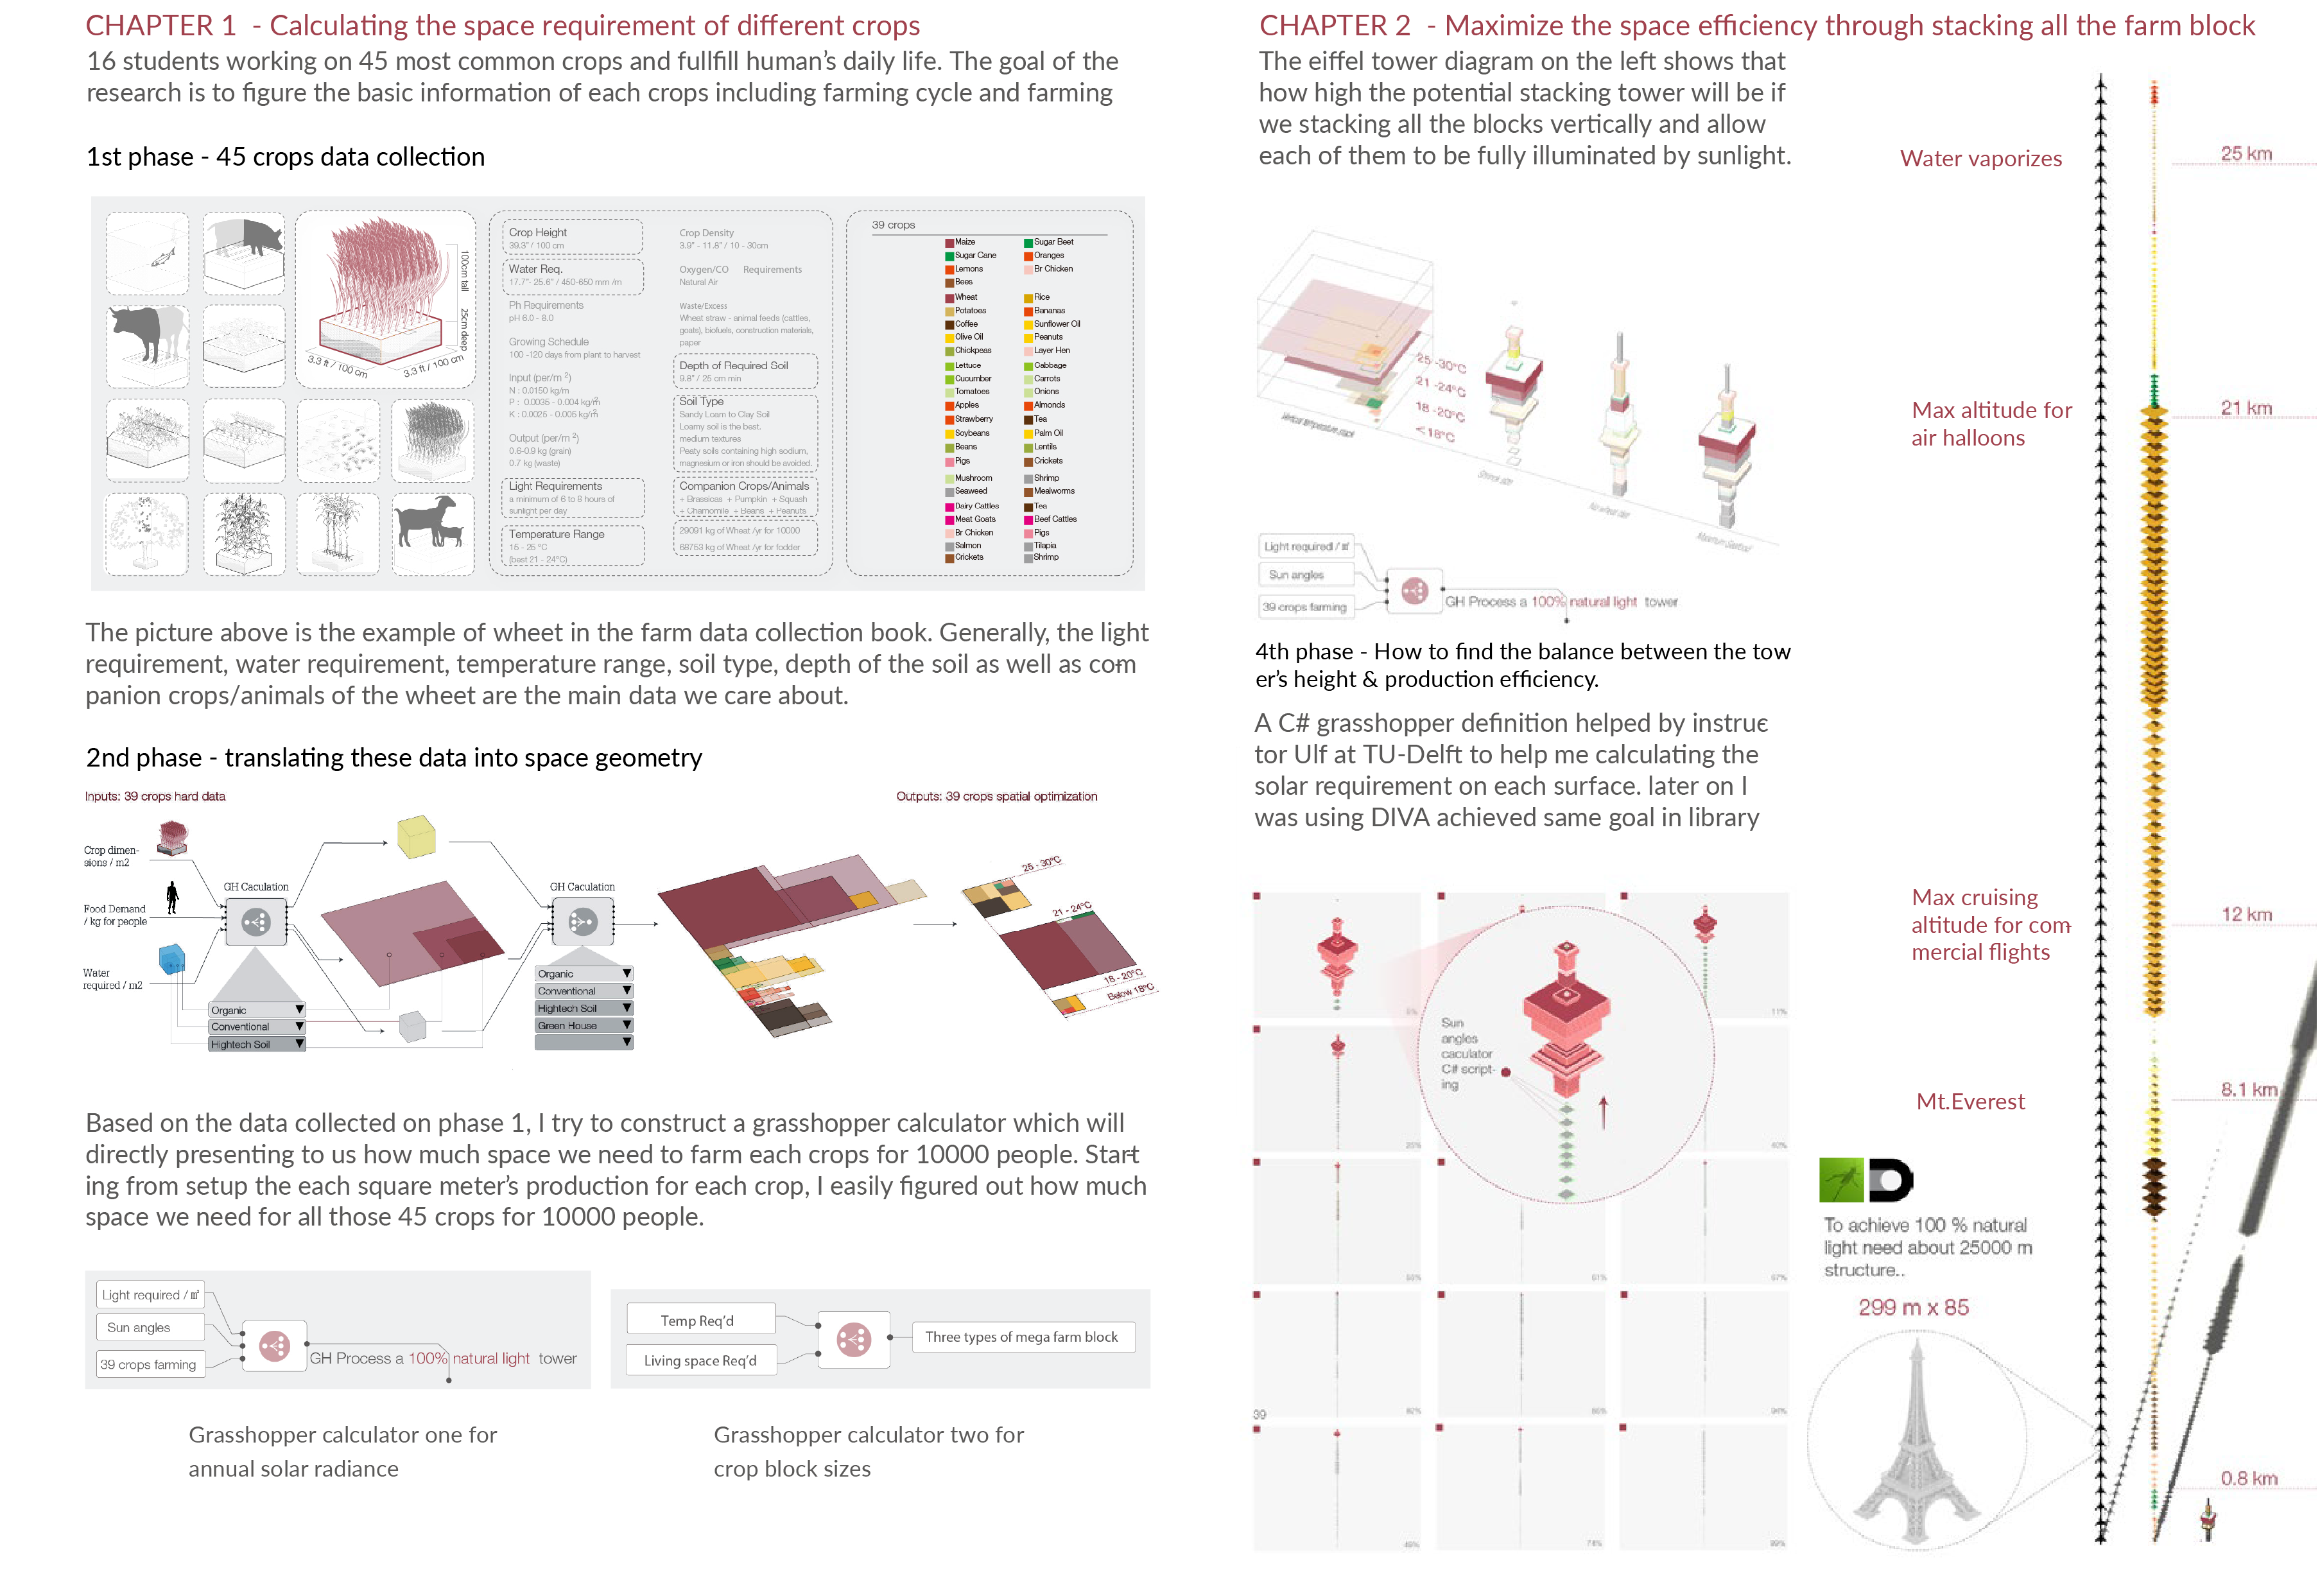 CHAPTER 1 - Calculating the space requirement of different crops
16 students working on 45 most common crops and fullfill human's daily life. The goal of the
research is to figure the basic information of each crops including farming cycle and farming
1st phase - 45 crops data collection
100cm tall
25cm deep
3.3 ft / 100 cm
3.3 ft / 100 cm
Crop Height
39.3" / 100 cm
Water Req.
17.7"- 25.6" / 450-650 mm /m
Ph Requirements
pH 6.0 - 8.0
Growing Schedule
100 -120 days from plant to harvest
Input (per/m 2)
N : 0.0150 kg/m
P : 0.0035 - 0.004 kg/m
K : 0.0025 - 0.005 kg/m
Output (per/m 2)
0.6-0.9 kg (grain)
0.7 kg (waste)
Light Requirements
a minimum of 6 to 8 hours of
sunlight per day
Temperature Range
15 - 25 °C
(best 21 - 24°C)
Crop Density
3.9" - 11.8" / 10 - 30cm
Oxygen/CO Requirements
Natural Air
Waste/Excess
Wheat straw - animal feeds (cattles,
goats), biofuels, construction materials,
paper
Depth of Required Soil
9.8" / 25 cm min
Soil Type
Sandy Loam to Clay Soil
Loamy soil is the best.
medium textures
Peaty soils containing high sodium,
magnesium or iron should be avoided.
Companion Crops/Animals
+ Brassicas + Pumpkin + Squash
+ Chamomile + Beans + Peanuts
29091 kg of Wheat /yr for 10000
68753 kg of Wheat /yr for fodder
39 crops
Maize Sugar Beet
Sugar Cane Oranges
Lemons Br Chicken
Bees
Wheat Rice
Potatoes Bananas
Coffee Sunflower Oil
Olive Oil Peanuts
Chickpeas Layer Hen
Lettuce Cabbage
Cucumber Carrots
Tomatoes Onions
Apples Almonds
Strawberry Tea
Soybeans Palm Oil
Beans Lentils
Pigs Crickets
Mushroom Shrimp
Seaweed Mealworms
Dairy Cattles Tea
Meat Goats Beef Cattles
Br Chicken Pigs
Salmon Tilapia
Crickets Shrimp
The picture above is the example of wheet in the farm data collection book. Generally, the light
requirement, water requirement, temperature range, soil type, depth of the soil as well as com-
panion crops/animals of the wheet are the main data we care about.
2nd phase - translating these data into space geometry
Inputs: 39 crops hard data
Outputs: 39 crops spatial optimization
Crop dimen-
sions / m2
Food Demand
/ kg for people
Water
required / m2
GH Caculation
Organic
Conventional
Hightech Soil
GH Caculation
Organic
Conventional
Hightech Soil
Green House
25 - 30°C
21 - 24°C
18 - 20°C
Below 18°C
Based on the data collected on phase 1, I try to construct a grasshopper calculator which will
directly presenting to us how much space we need to farm each crops for 10000 people. Start-
ing from setup the each square meter's production for each crop, I easily figured out how much
space we need for all those 45 crops for 10000 people.
Light required / ㎡
Sun angles
39 crops farming
GH Process a 100% natural light tower
Temp Req'd
Living space Req'd
Three types of mega farm block
Grasshopper calculator one for
annual solar radiance
Grasshopper calculator two for
crop block sizes
CHAPTER 2 - Maximize the space efficiency through stacking all the farm block
The eiffel tower diagram on the left shows that
how high the potential stacking tower will be if
we stacking all the blocks vertically and allow
each of them to be fully illuminated by sunlight.
25 -30°C
21 -24°C
18 -20°C
<18°C
Light required / ㎡
Sun angles
39 crops farming
GH Process a 100% natural light tower
4th phase - How to find the balance between the tow-
er's height & production efficiency.
A C# grasshopper definition helped by instruc-
tor Ulf at TU-Delft to help me calculating the
solar requirement on each surface. later on I
was using DIVA achieved same goal in library
Sun
angles
caculator
C# script-
ing
11%
39
Water vaporizes
25 km
Max altitude for
air halloons
21 km
Max cruising
altitude for com-
mercial flights
12 km
Mt.Everest
8.1 km
To achieve 100 % natural
light need about 25000 m
structure..
299 m x 85
0.8 km